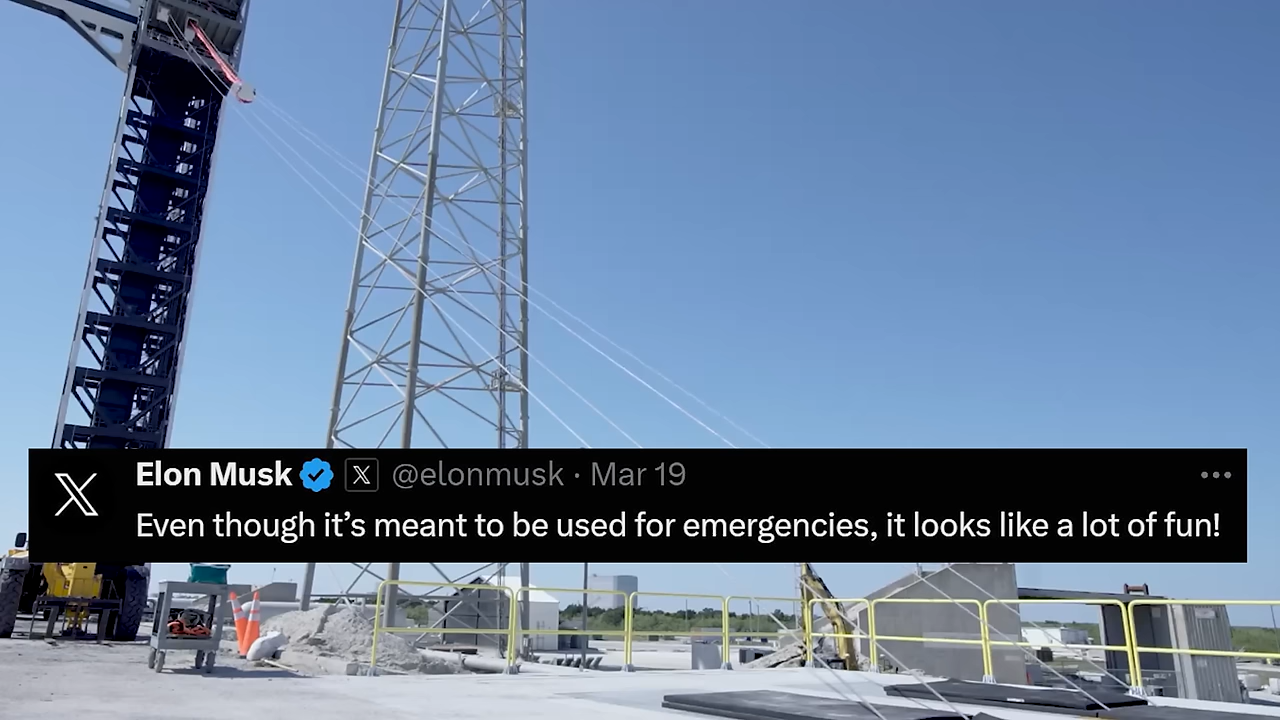 Elon Musk X @elonmusk · Mar 19
Even though it’s meant to be used for emergencies, it looks like a lot of fun!